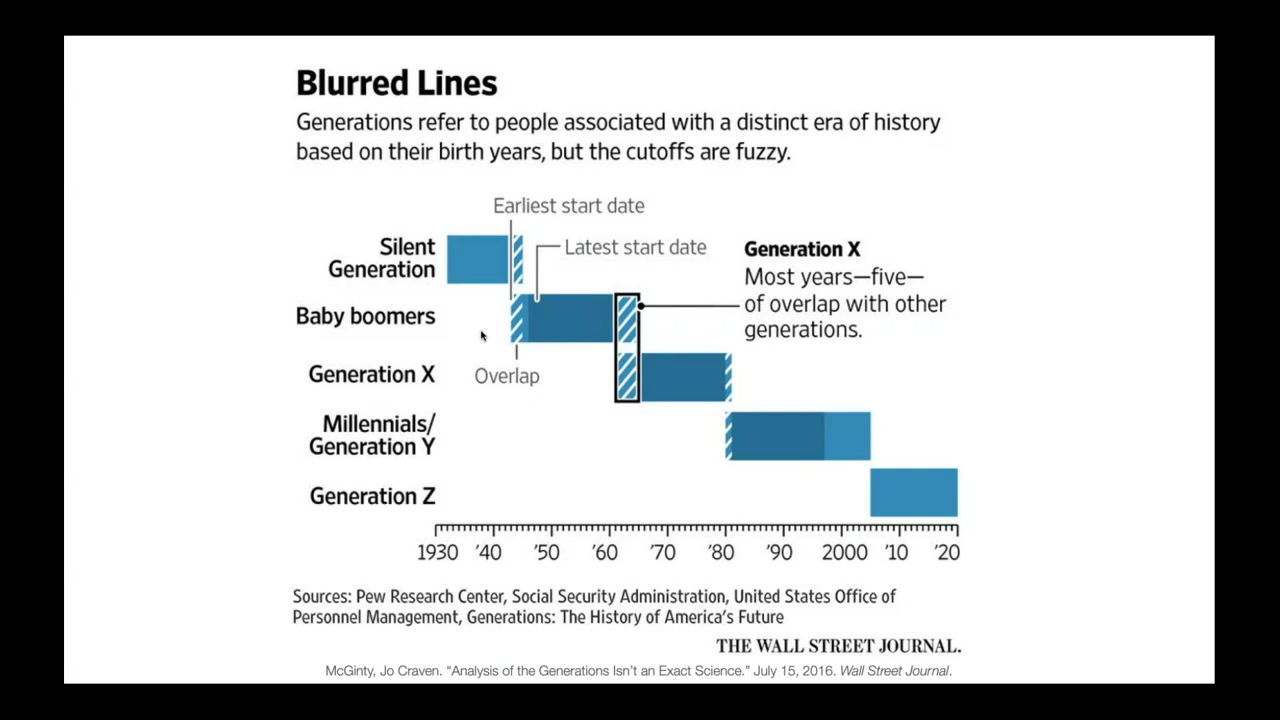 Blurred Lines
Generations refer to people associated with a distinct era of history
based on their birth years, but the cutoffs are fuzzy.
Earliest start date
Silent
Generation
Latest start date
Generation X
Most years—five—
of overlap with other
generations.
Baby boomers
Overlap
Generation X
Millennials/
Generation Y
Generation Z
1930 ’40 ’50 ’60 ’70 ’80 ’90 2000 ’10 ’20
Sources: Pew Research Center, Social Security Administration, United States Office of
Personnel Management, Generations: The History of America’s Future
THE WALL STREET JOURNAL.
McGinty, Jo Craven. “Analysis of the Generations Isn’t an Exact Science.” July 15, 2016. Wall Street Journal.